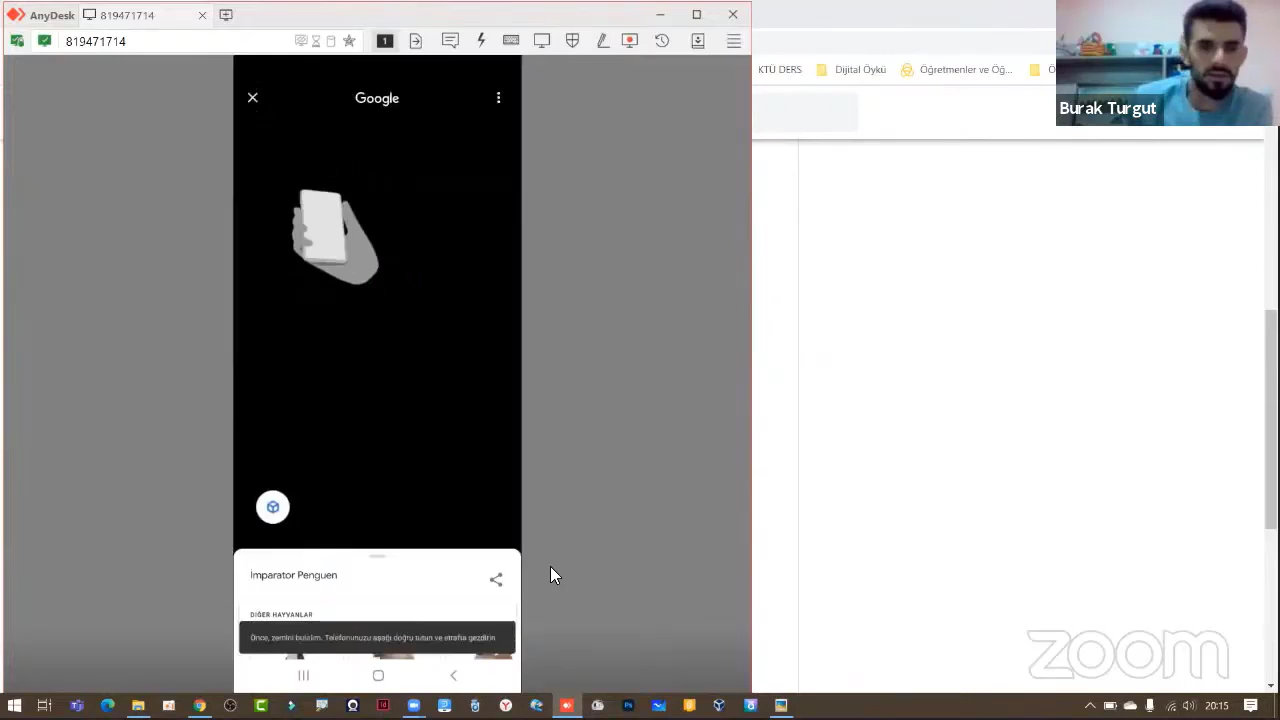 AnyDesk
819471714
819471714
1
KTÜ DERS
Dijital Öykü
Öğretmenler ve Öğ...
Ö
Burak Turgut
Google
İmparator Penguen
DİĞER HAYVANLAR
Önce, zemini bulalım. Telefonunuzu aşağı doğru tutun ve etrafta gezdirin
zoom
20:15